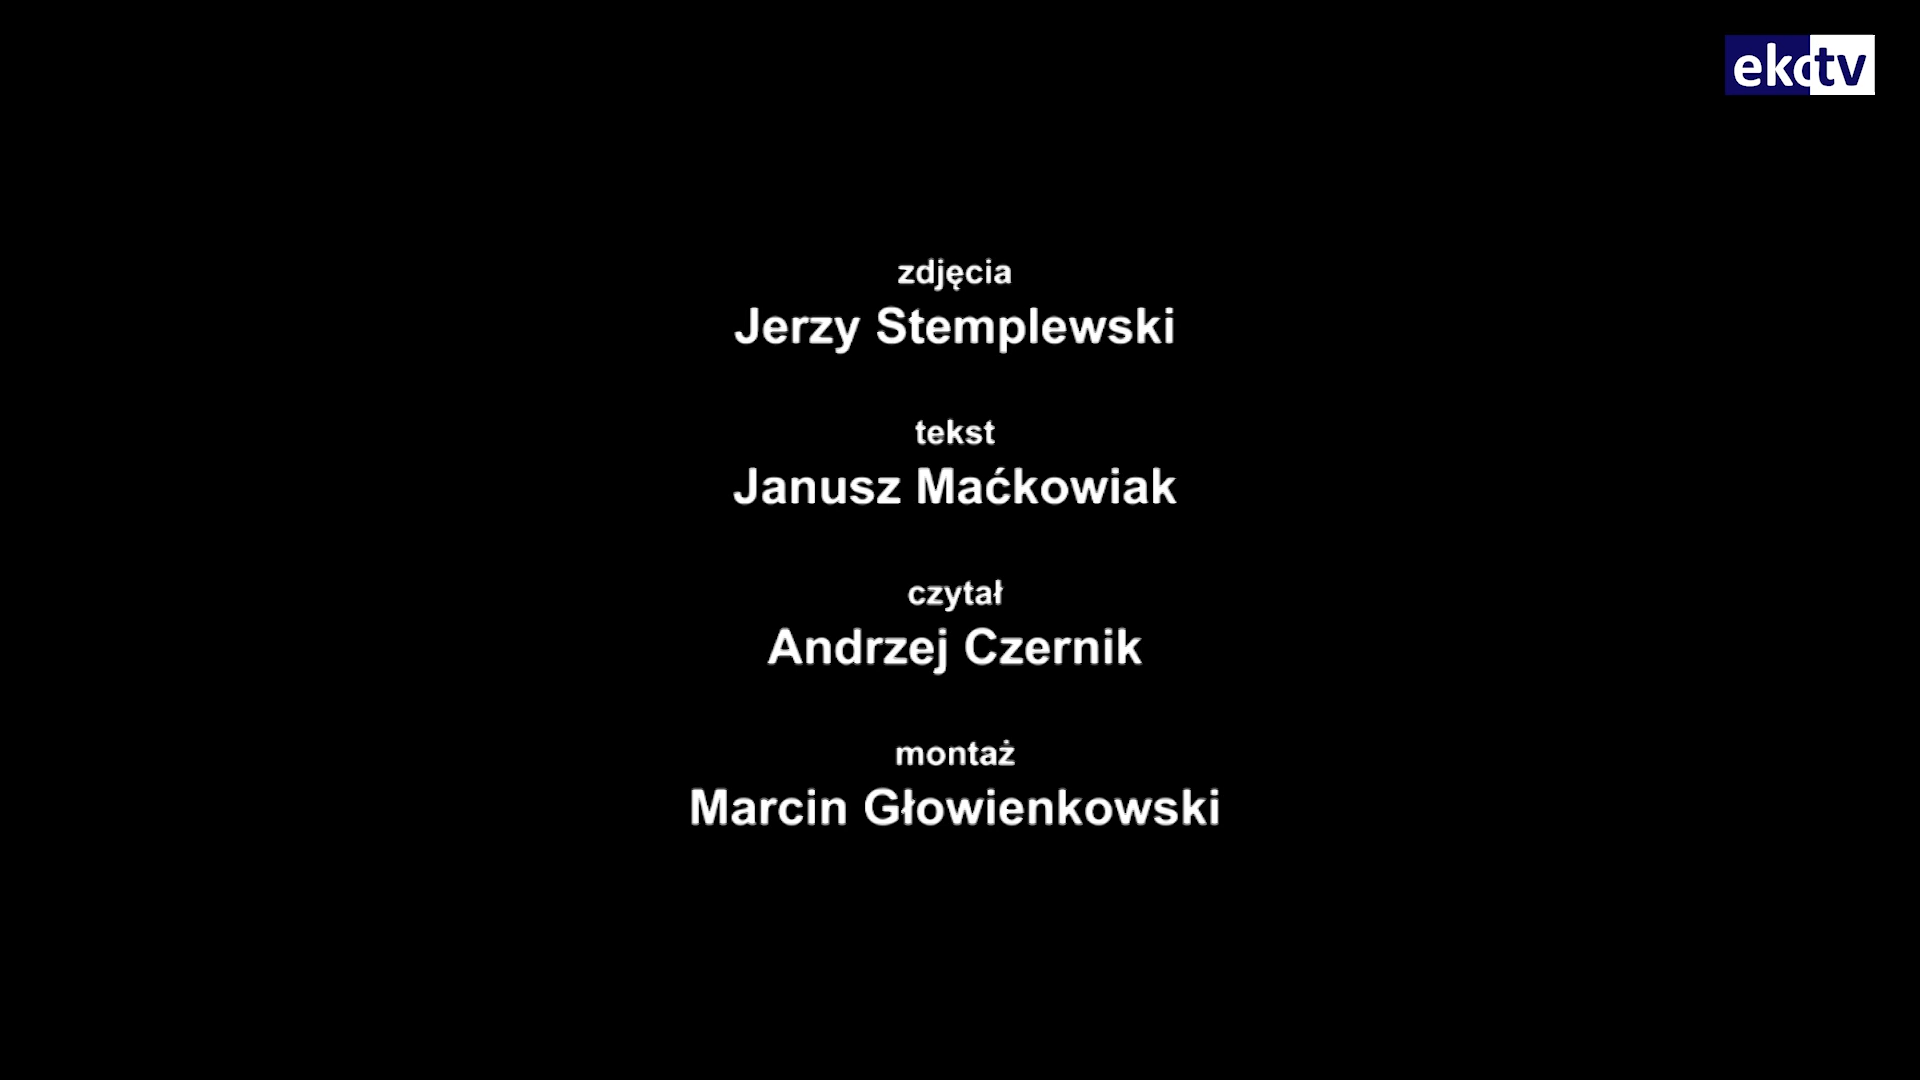 ekotv
zdjęcia
Jerzy Stemplewski
tekst
Janusz Maćkowiak
czytał
Andrzej Czernik
montaż
Marcin Głowienkowski